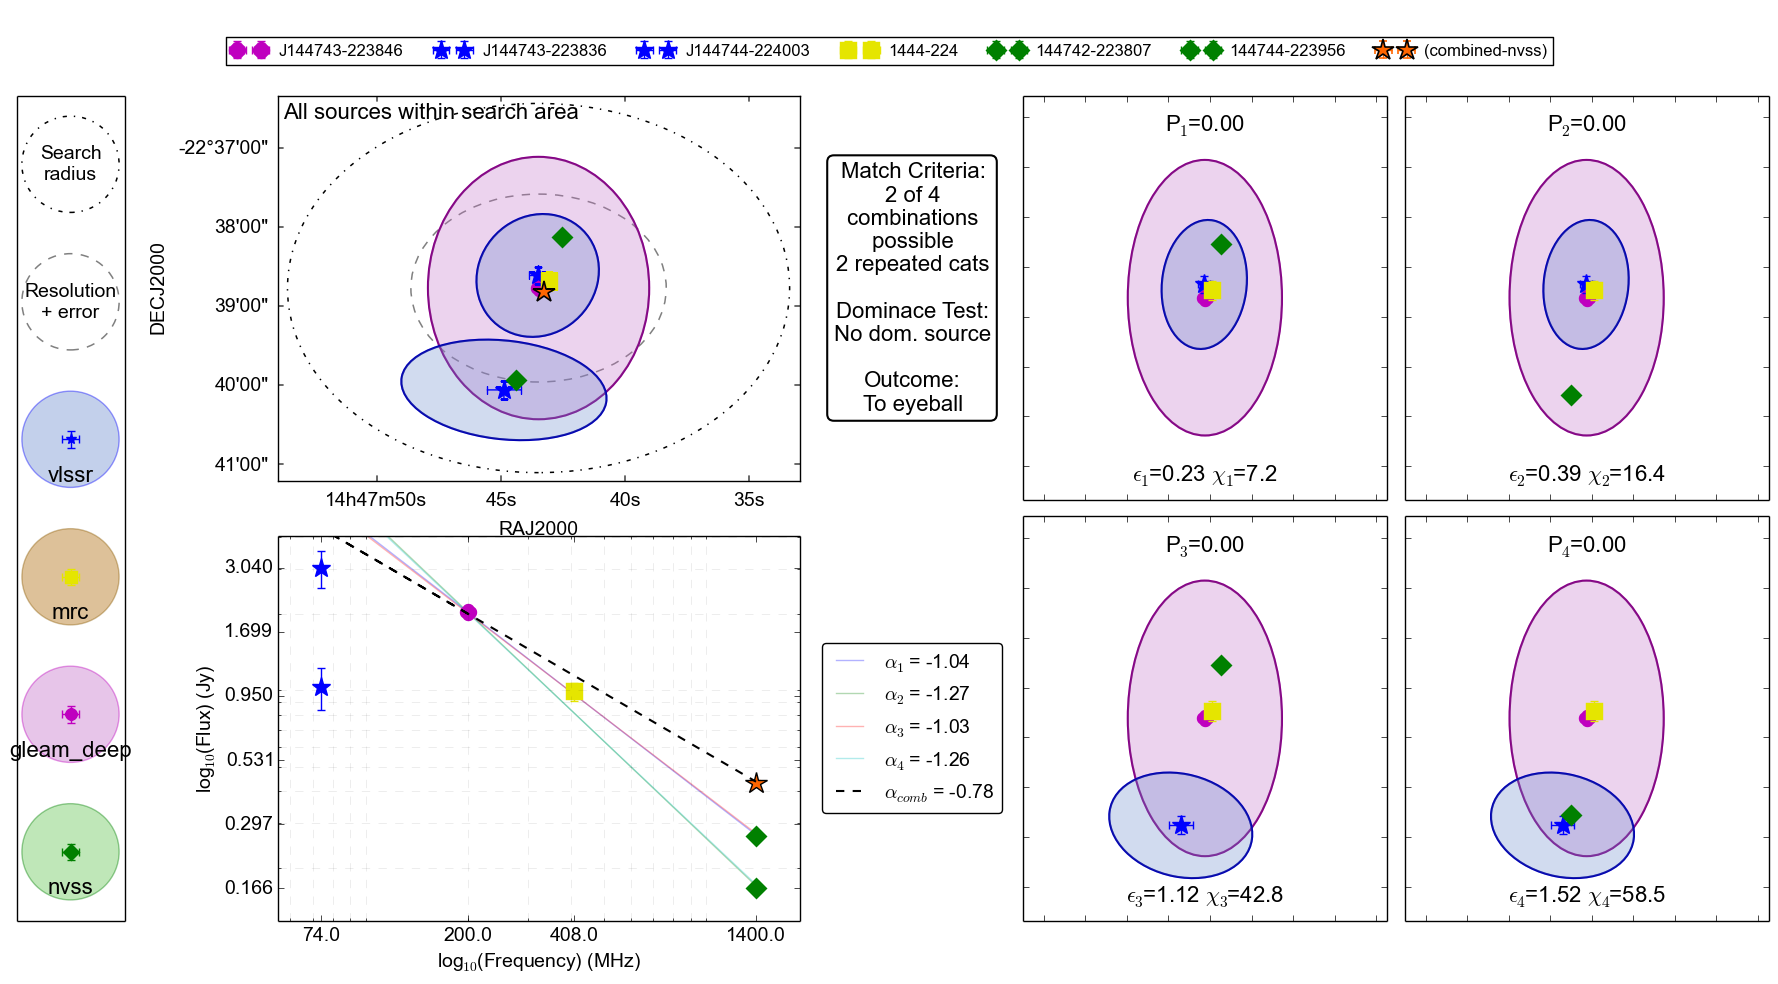 J144743-223846 J144743-223836 J144744-224003 1444-224 144742-223807 144744-223956 (combined-nvss)
Search
radius
Resolution
+ error
vlssr
mrc
gleam_deep
nvss
All sources within search area
DECJ2000
-22°37'00"
38'00"
39'00"
40'00"
41'00"
14h47m50s 45s 40s 35s
RAJ2000
Match Criteria:
2 of 4
combinations
possible
2 repeated cats
Dominace Test:
No dom. source
Outcome:
To eyeball
P1=0.00
ϵ1=0.23 χ1=7.2
P2=0.00
ϵ2=0.39 χ2=16.4
P3=0.00
ϵ3=1.12 χ3=42.8
P4=0.00
ϵ4=1.52 χ4=58.5
log10(Flux) (Jy)
3.040
1.699
0.950
0.531
0.297
0.166
74.0 200.0 408.0 1400.0
log10(Frequency) (MHz)
α1 = -1.04
α2 = -1.27
α3 = -1.03
α4 = -1.26
αcomb = -0.78